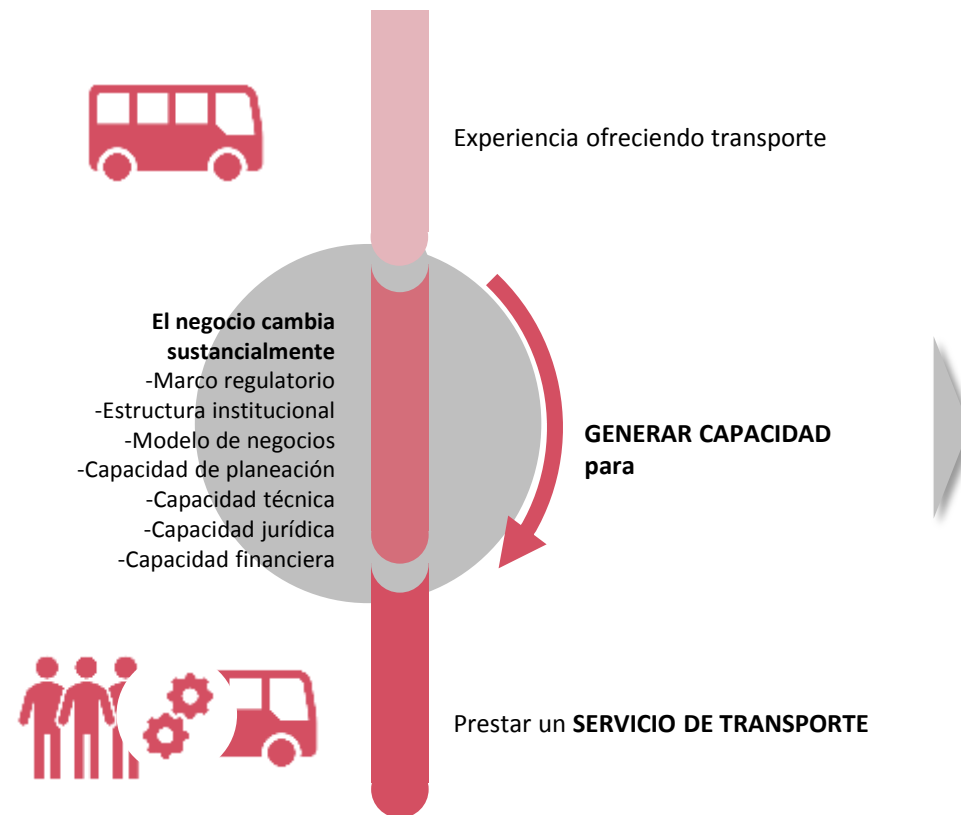 Experiencia ofreciendo transporte
El negocio cambia
sustancialmente
-Marco regulatorio
-Estructura institucional
-Modelo de negocios
-Capacidad de planeación
-Capacidad técnica
-Capacidad jurídica
-Capacidad financiera
GENERAR CAPACIDAD
para
Prestar un SERVICIO DE TRANSPORTE